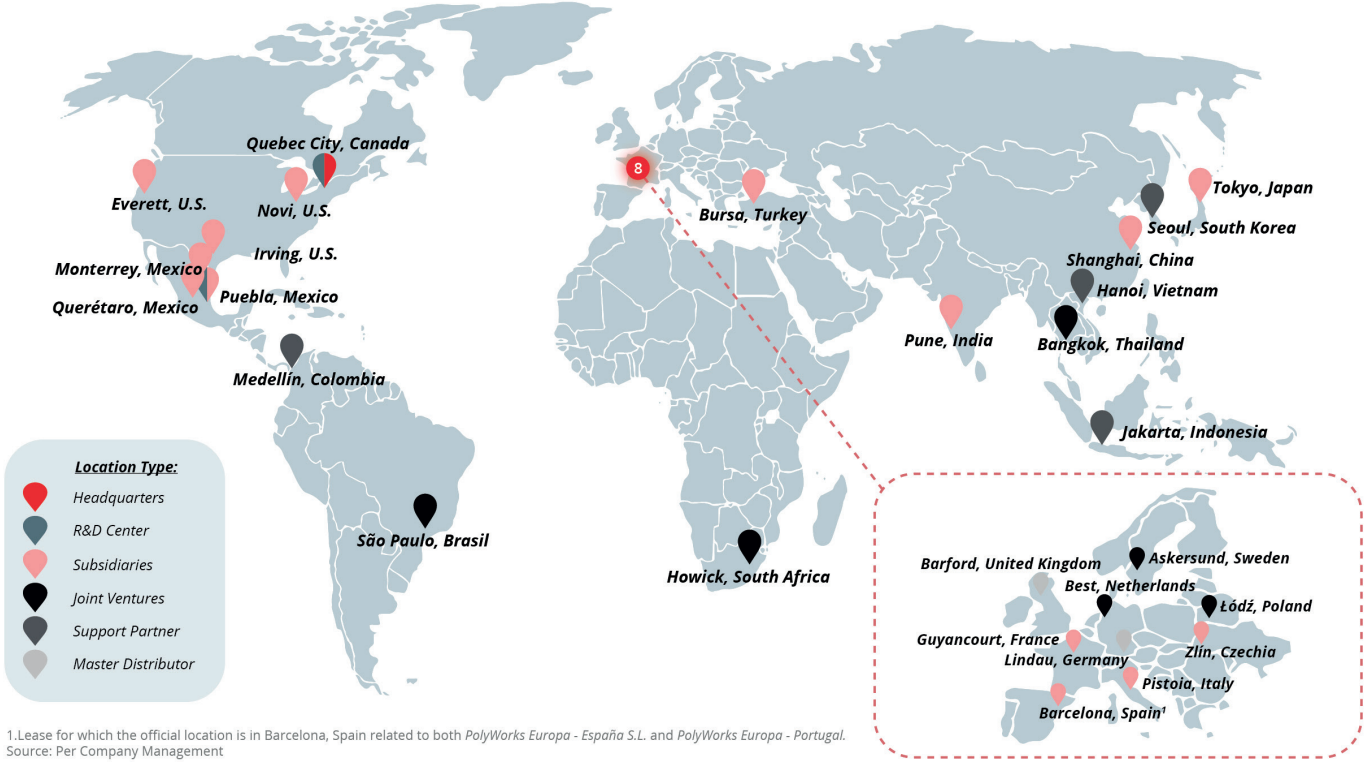 Quebec City, Canada
Everett, U.S.
Novi, U.S.
Irving, U.S.
Monterrey, Mexico
Querétaro, Mexico
Puebla, Mexico
Medellín, Colombia
São Paulo, Brasil
8
Bursa, Turkey
Howick, South Africa
Tokyo, Japan
Seoul, South Korea
Shanghai, China
Hanoi, Vietnam
Pune, India
Bangkok, Thailand
Jakarta, Indonesia
Location Type:
Headquarters
R&D Center
Subsidiaries
Joint Ventures
Support Partner
Master Distributor
Barford, United Kingdom
Askersund, Sweden
Best, Netherlands
Łódź, Poland
Guyancourt, France
Lindau, Germany
Zlín, Czechia
Pistoia, Italy
Barcelona, Spain¹
1.Lease for which the official location is in Barcelona, Spain related to both PolyWorks Europa - España S.L. and PolyWorks Europa - Portugal.
Source: Per Company Management